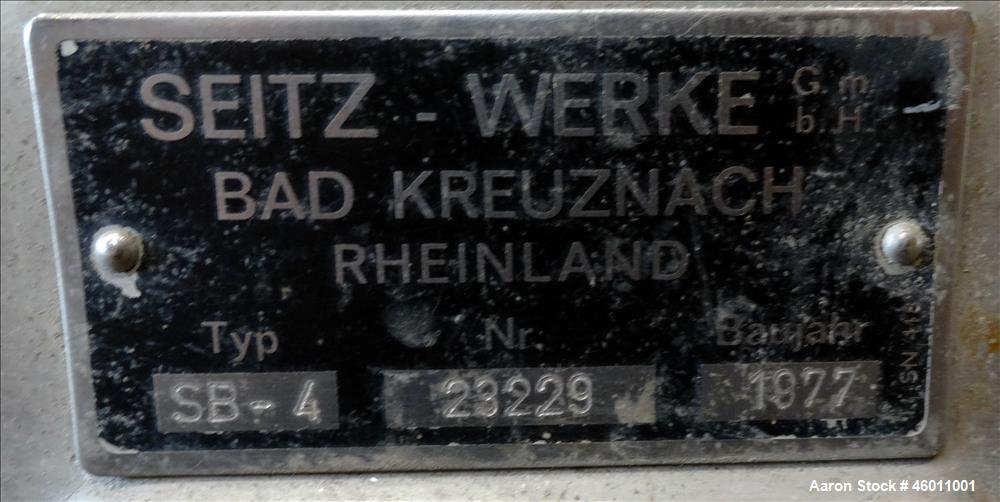 SEITZ - WERKE G.m.
b.H.
BAD KREUZNACH
RHEINLAND
Typ Nr. Baujahr
SB-4 23229 1977
Aaron Stock # 46011001